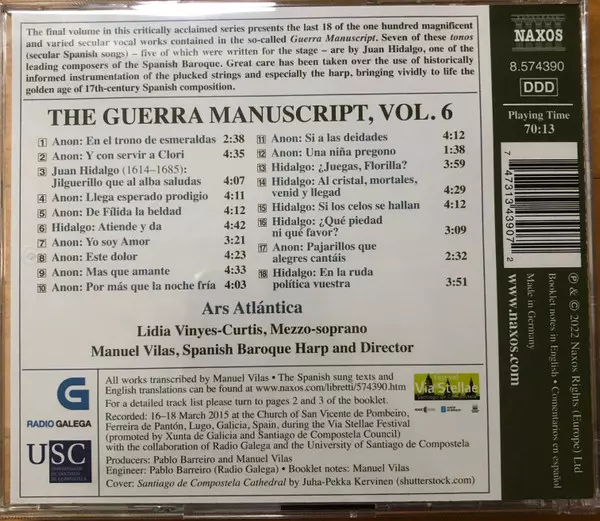 The final volume in this critically acclaimed series presents the last 18 of the one hundred magnificent
and varied secular vocal works contained in the so-called Guerra Manuscript. Seven of these tonos
(secular Spanish songs) – five of which were written for the stage – are by Juan Hidalgo, one of the
leading composers of the Spanish Baroque. Great care has been taken over the use of historically
informed instrumentation of the plucked strings and especially the harp, bringing vividly to life the
golden age of 17th-century Spanish composition.
THE GUERRA MANUSCRIPT, VOL. 6
1 Anon: En el trono de esmeraldas 2:38
2 Anon: Y con servir a Clori 4:35
3 Juan Hidalgo (1614–1685):
Jilguerillo que al alba saludas 4:07
4 Anon: Llega esperado prodigio 4:11
5 Anon: De Fílida la beldad 4:12
6 Hidalgo: Atiende y da 4:42
7 Anon: Yo soy Amor 3:21
8 Anon: Este dolor 4:23
9 Anon: Mas que amante 4:33
10 Anon: Por más que la noche fría 4:03
11 Anon: Si a las deidades 4:12
12 Anon: Una niña pregono 1:38
13 Hidalgo: ¿Juegas, Florilla? 3:59
14 Hidalgo: Al cristal, mortales,
venid y llegad 4:29
15 Hidalgo: Si los celos se hallan 4:12
16 Hidalgo: ¿Qué piedad
ni qué favor? 3:09
17 Anon: Pajarillos que
alegres cantáis 2:32
18 Hidalgo: En la ruda
política vuestra 3:51
Ars Atlántica
Lidia Vinyes-Curtis, Mezzo-soprano
Manuel Vilas, Spanish Baroque Harp and Director
RADIO GALEGA
USC
All works transcribed by Manuel Vilas • The Spanish sung texts and
English translations can be found at www.naxos.com/libretti/574390.htm
For a detailed track list please turn to pages 2 and 3 of the booklet.
Recorded: 16–18 March 2015 at the Church of San Vicente de Pombeiro,
Ferreira de Pantón, Lugo, Galicia, Spain, during the Via Stellae Festival
(promoted by Xunta de Galicia and Santiago de Compostela Council)
with the collaboration of Radio Galega and the University of Santiago de Compostela
Producers: Pablo Barreiro and Manuel Vilas
Engineer: Pablo Barreiro (Radio Galega) • Booklet notes: Manuel Vilas
Cover: Santiago de Compostela Cathedral by Juha-Pekka Kervinen (shutterstock.com)
Festival
Via Stellae
NAXOS
8.574390
DDD
Playing Time
70:13
7 47313 43907 2
℗ & © 2022 Naxos Rights (Europe) Ltd
Booklet notes in English • Comentarios en español
Made in Germany
www.naxos.com